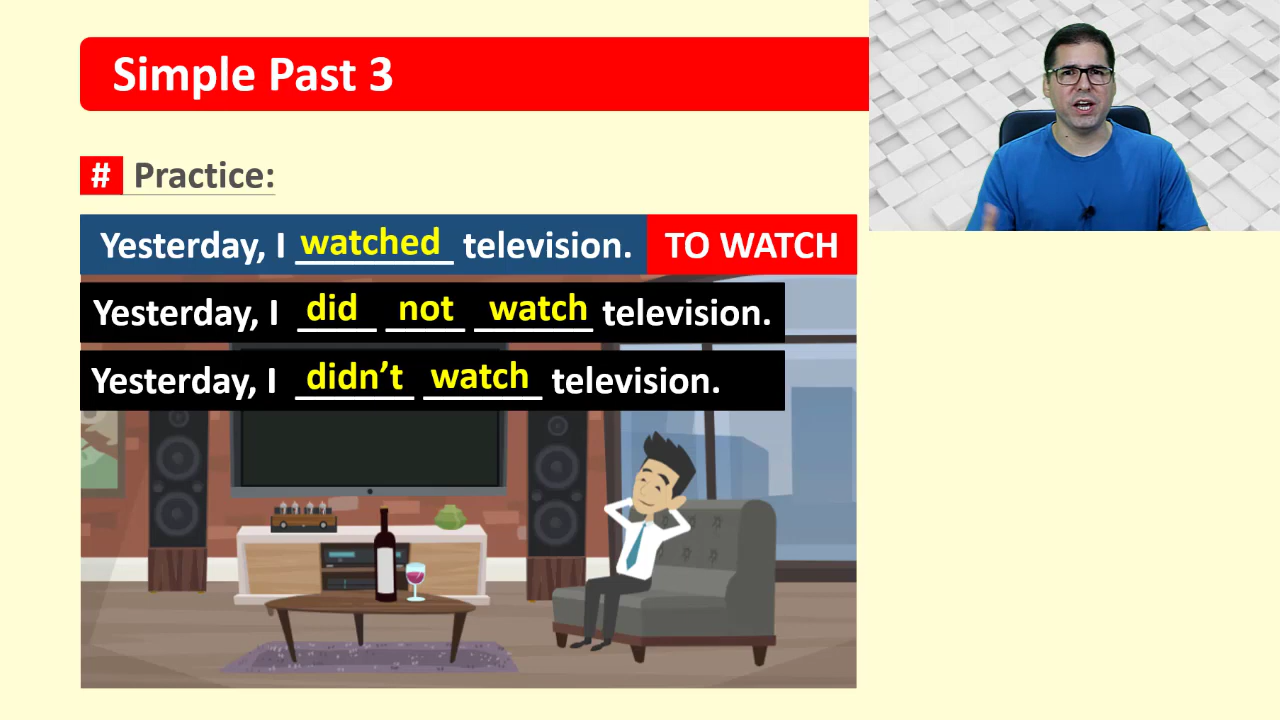 Simple Past 3
# Practice:
Yesterday, I watched television. TO WATCH
Yesterday, I did not watch television.
Yesterday, I didn’t watch television.